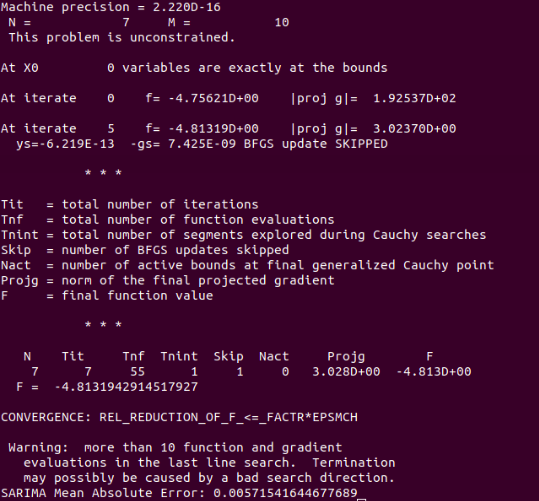 Machine precision = 2.220D-16
 N =            7     M =           10
 This problem is unconstrained.
At X0         0 variables are exactly at the bounds
At iterate    0    f= -4.75621D+00    |proj g|=  1.92537D+02
At iterate    5    f= -4.81319D+00    |proj g|=  3.02370D+00
  ys=-6.219E-13  -gs= 7.425E-09 BFGS update SKIPPED
           * * *
Tit   = total number of iterations
Tnf   = total number of function evaluations
Tnint = total number of segments explored during Cauchy searches
Skip  = number of BFGS updates skipped
Nact  = number of active bounds at final generalized Cauchy point
Projg = norm of the final projected gradient
F     = final function value
           * * *
   N    Tit     Tnf  Tnint  Skip  Nact     Projg        F
    7      7     55      1     1     0   3.028D+00  -4.813D+00
  F =  -4.8131942914517927
CONVERGENCE: REL_REDUCTION_OF_F_<=_FACTR*EPSMCH
 Warning:  more than 10 function and gradient
   evaluations in the last line search.  Termination
   may possibly be caused by a bad search direction.
SARIMA Mean Absolute Error: 0.00571541644677689